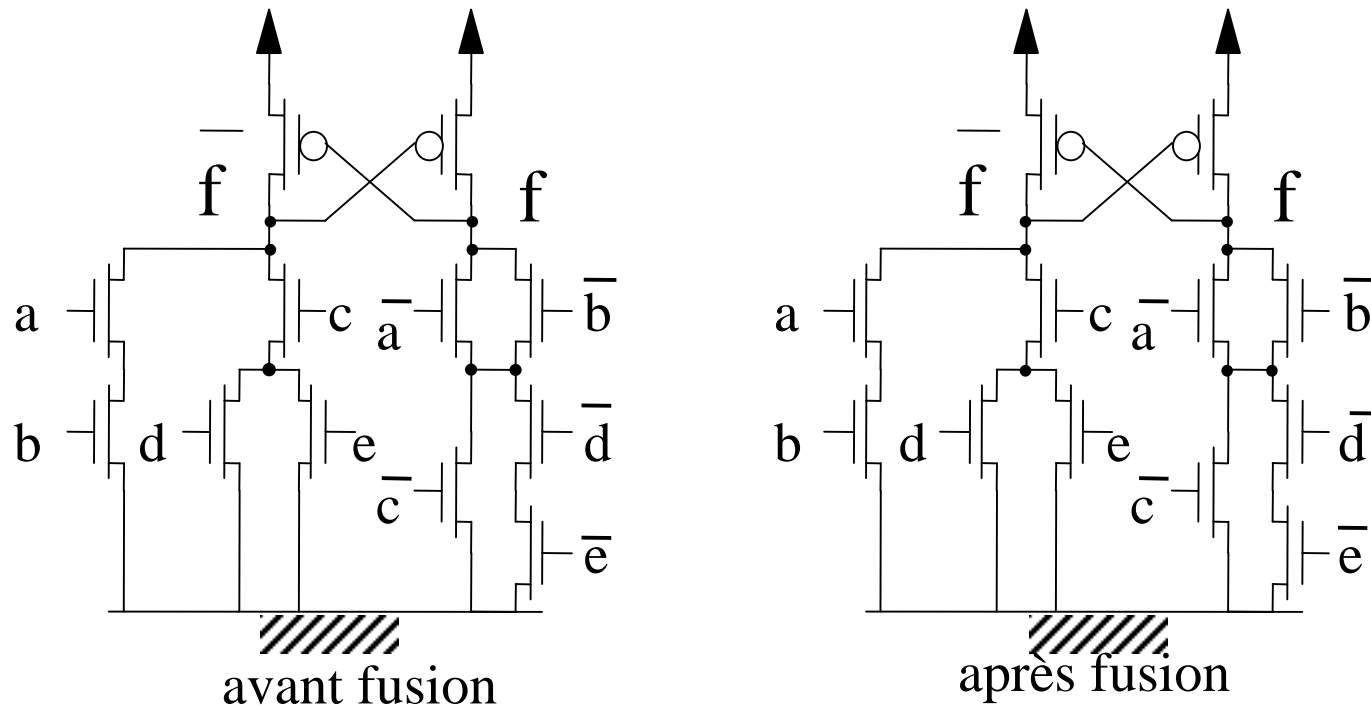 f̅ f f̅ f
a c a̅ b̅ a c a̅ b̅
b d e d̅ b d e d̅
c̅ e̅ c̅ e̅
avant fusion
après fusion